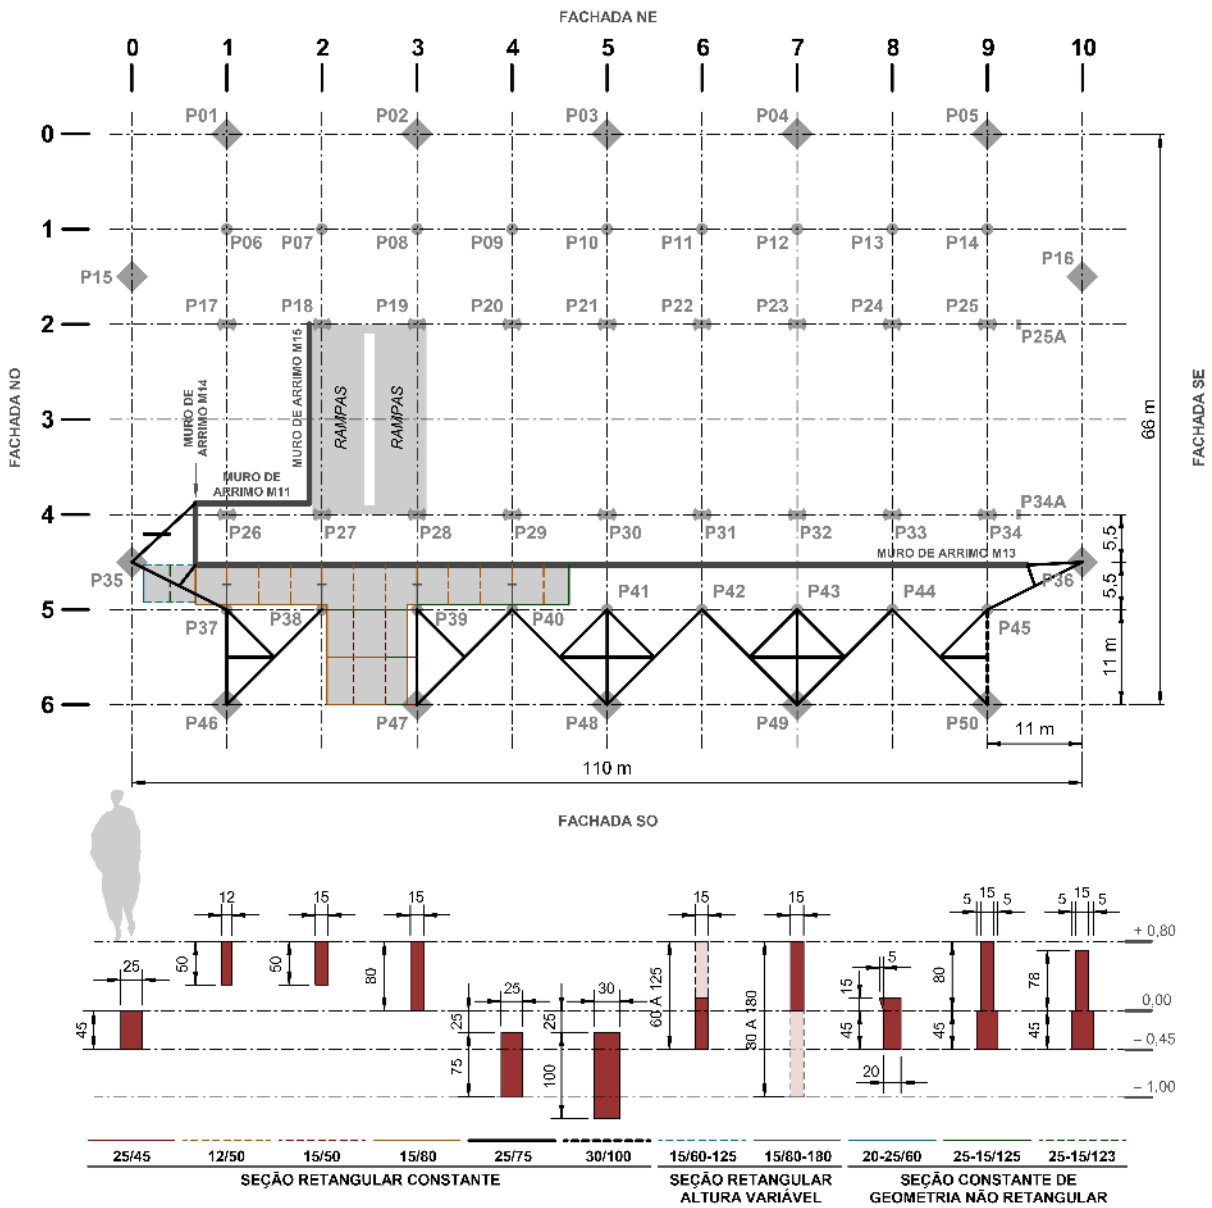 FACHADA NE
0 1 2 3 4 5 6 7 8 9 10
P01 P02 P03 P04 P05
0
1
P06 P07 P08 P09 P10 P11 P12 P13 P14
P15 P16
P17 P18 P19 P20 P21 P22 P23 P24 P25
2
P25A
MURO DE ARRIMO M15
MURO DE
ARRIMO M14
RAMPAS RAMPAS
FACHADA NO
FACHADA SE
3
66 m
MURO DE
ARRIMO M11
4
P34A
P26 P27 P28 P29 P30 P31 P32 P33 P34
5,5
MURO DE ARRIMO M13
P35 P36
5,5
P41 P42 P43 P44
5
P37 P38 P39 P40 P45
11 m
6
P46 P47 P48 P49 P50
11 m
110 m
FACHADA SO
12 15 15 15 15 15 15
5 5 5 5
+ 0,80
50 50 80 60 A 125 80 A 180 80 78
25 25 30 5
25 25 15
0,00
45 45 45 45
- 0,45
75 100 20
- 1,00
25/45 12/50 15/50 15/80 25/75 30/100 15/60-125 15/80-180 20-25/60 25-15/125 25-15/123
SEÇÃO RETANGULAR CONSTANTE
SEÇÃO RETANGULAR
ALTURA VARIÁVEL
SEÇÃO CONSTANTE DE
GEOMETRIA NÃO RETANGULAR